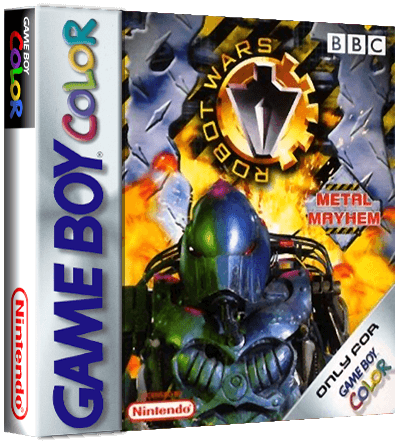 GAME BOY
COLOR
Nintendo
GAME BOY COLOR
ROBOT WARS
BBC
METAL
MAYHEM
Nintendo
ONLY FOR
GAME BOY
COLOR